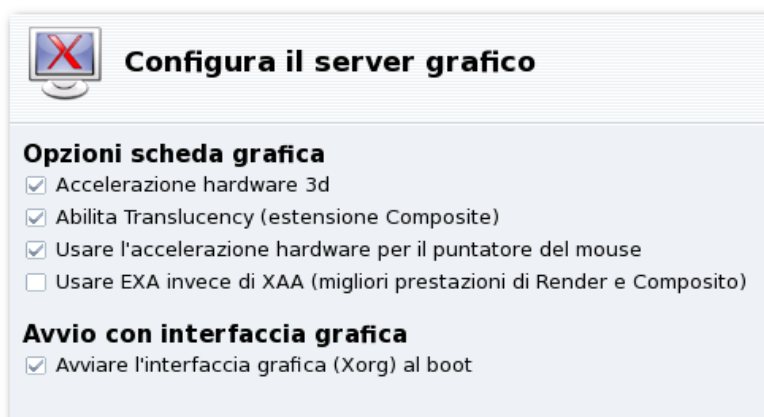 Configura il server grafico
Opzioni scheda grafica
Accelerazione hardware 3d
Abilita Translucency (estensione Composite)
Usare l'accelerazione hardware per il puntatore del mouse
Usare EXA invece di XAA (migliori prestazioni di Render e Composito)
Avvio con interfaccia grafica
Avviare l'interfaccia grafica (Xorg) al boot